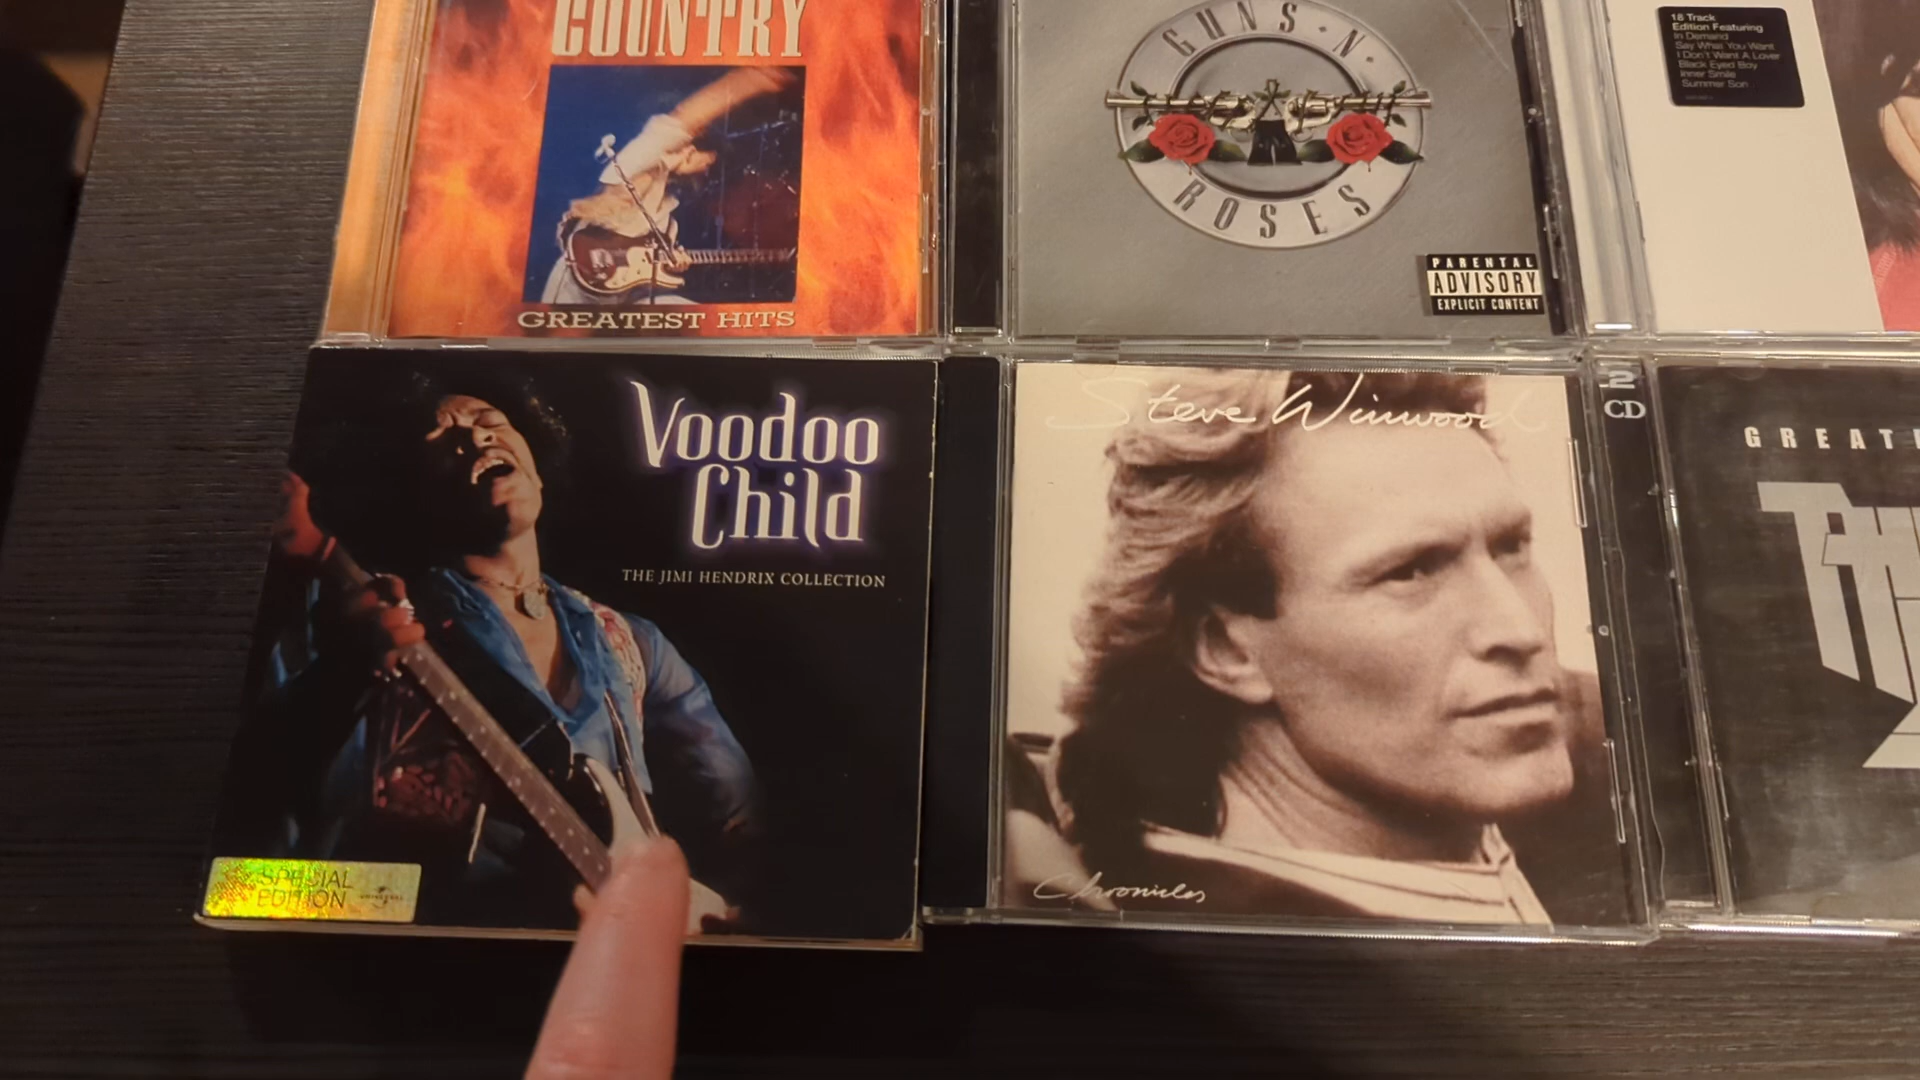 COUNTRY
GREATEST HITS
GUNS N'
ROSES
PARENTAL
ADVISORY
EXPLICIT CONTENT
18 Track
Edition Featuring
In Demand
Say What You Want
I Don't Want A Lover
Black Eyed Boy
Inner Smile
Summer Son
Voodoo
Child
THE JIMI HENDRIX COLLECTION
SPECIAL
EDITION
UNIVERSAL
Steve Winwood
Chronicles
2
CD
GREAT